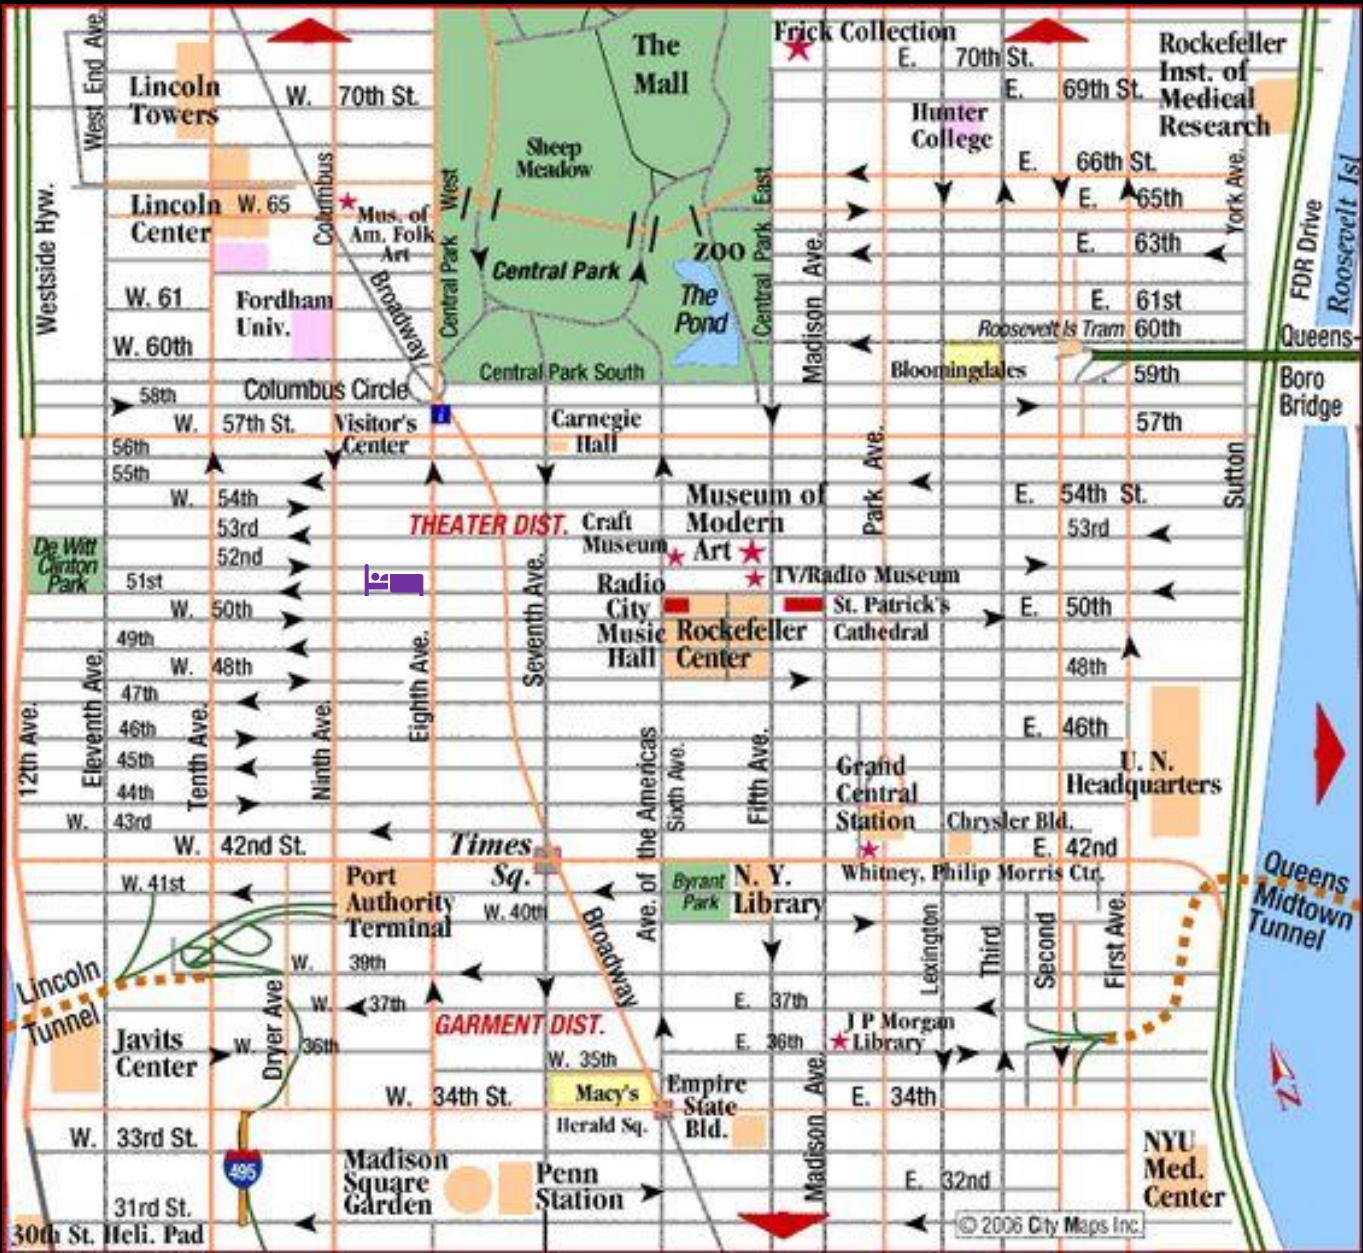 West End Ave.
Lincoln
Towers
W. 70th St.
The
Mall
Frick Collection
E. 70th St.
E. 69th St.
Rockefeller
Inst. of
Medical
Research
Hunter
College
Sheep
Meadow
E. 66th St.
E. 65th
Columbus
Central Park West
Central Park East
York Ave.
Roosevelt Isl
Westside Hyw.
Lincoln
Center
W. 65
Mus. of
Am. Folk
Art
Central Park
ZOO
Madison Ave.
E. 63th
FDR Drive
W. 61
Fordham
Univ.
Broadway
The
Pond
E. 61st
Roosevelt Is Tram
60th
Queens-
Boro
Bridge
W. 60th
Columbus Circle
Central Park South
Bloomingdales
59th
58th
W. 57th St.
Visitor's
Center
i
Carnegie
Hall
57th
56th
55th
W. 54th
53rd
52nd
51st
W. 50th
49th
W. 48th
47th
46th
45th
44th
W. 43rd
W. 42nd St.
De Witt
Clinton
Park
THEATER DIST.
Craft
Museum
Museum of
Modern
Art
Park Ave.
E. 54th St.
53rd
Sutton
TV/Radio Museum
Radio
City
Music
Hall
Rockefeller
Center
St. Patrick's
Cathedral
E. 50th
48th
E. 46th
12th Ave.
Eleventh Ave.
Tenth Ave.
Ninth Ave.
Eighth Ave.
Seventh Ave.
Ave. of the Americas
Sixth Ave.
Fifth Ave.
Grand
Central
Station
Chrysler Bld.
U. N.
Headquarters
E. 42nd
Whitney, Philip Morris Ctr.
Times
Sq.
W. 41st
Port
Authority
Terminal
W. 40th
Byrant
Park
N. Y.
Library
Broadway
Lexington
Third
Second
First Ave.
Queens
Midtown
Tunnel
Lincoln
Tunnel
W. 39th
W. 37th
Dryer Ave
W. 36th
GARMENT DIST.
E. 37th
E. 36th
J P Morgan
Library
Javits
Center
W. 35th
Macy's
Herald Sq.
W. 34th St.
Empire
State
Bld.
Madison Ave.
E. 34th
N
W. 33rd St.
495
Madison
Square
Garden
Penn
Station
E. 32nd
NYU
Med.
Center
31rd St.
30th St. Heli. Pad
© 2006 City Maps Inc.